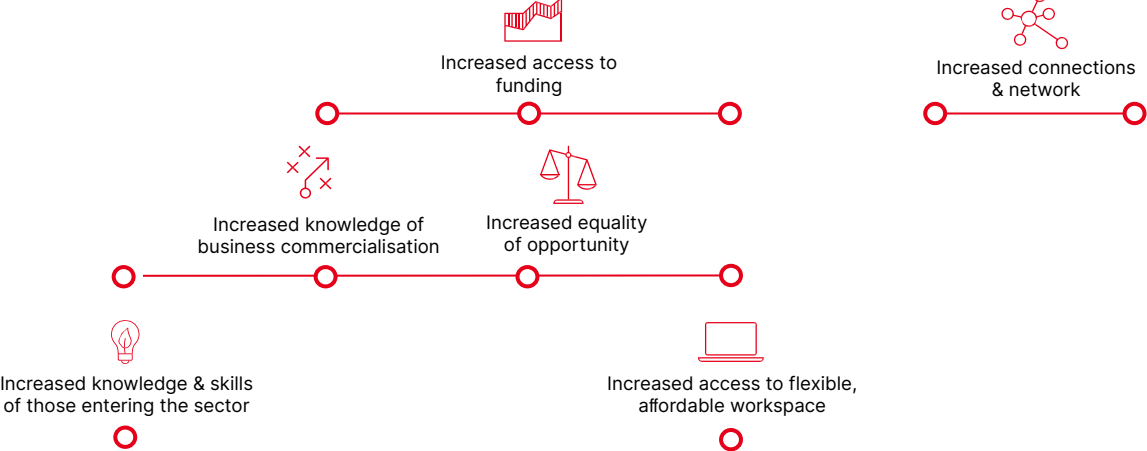 Increased access to
funding
Increased connections
& network
Increased knowledge of
business commercialisation
Increased equality
of opportunity
Increased knowledge & skills
of those entering the sector
Increased access to flexible,
affordable workspace